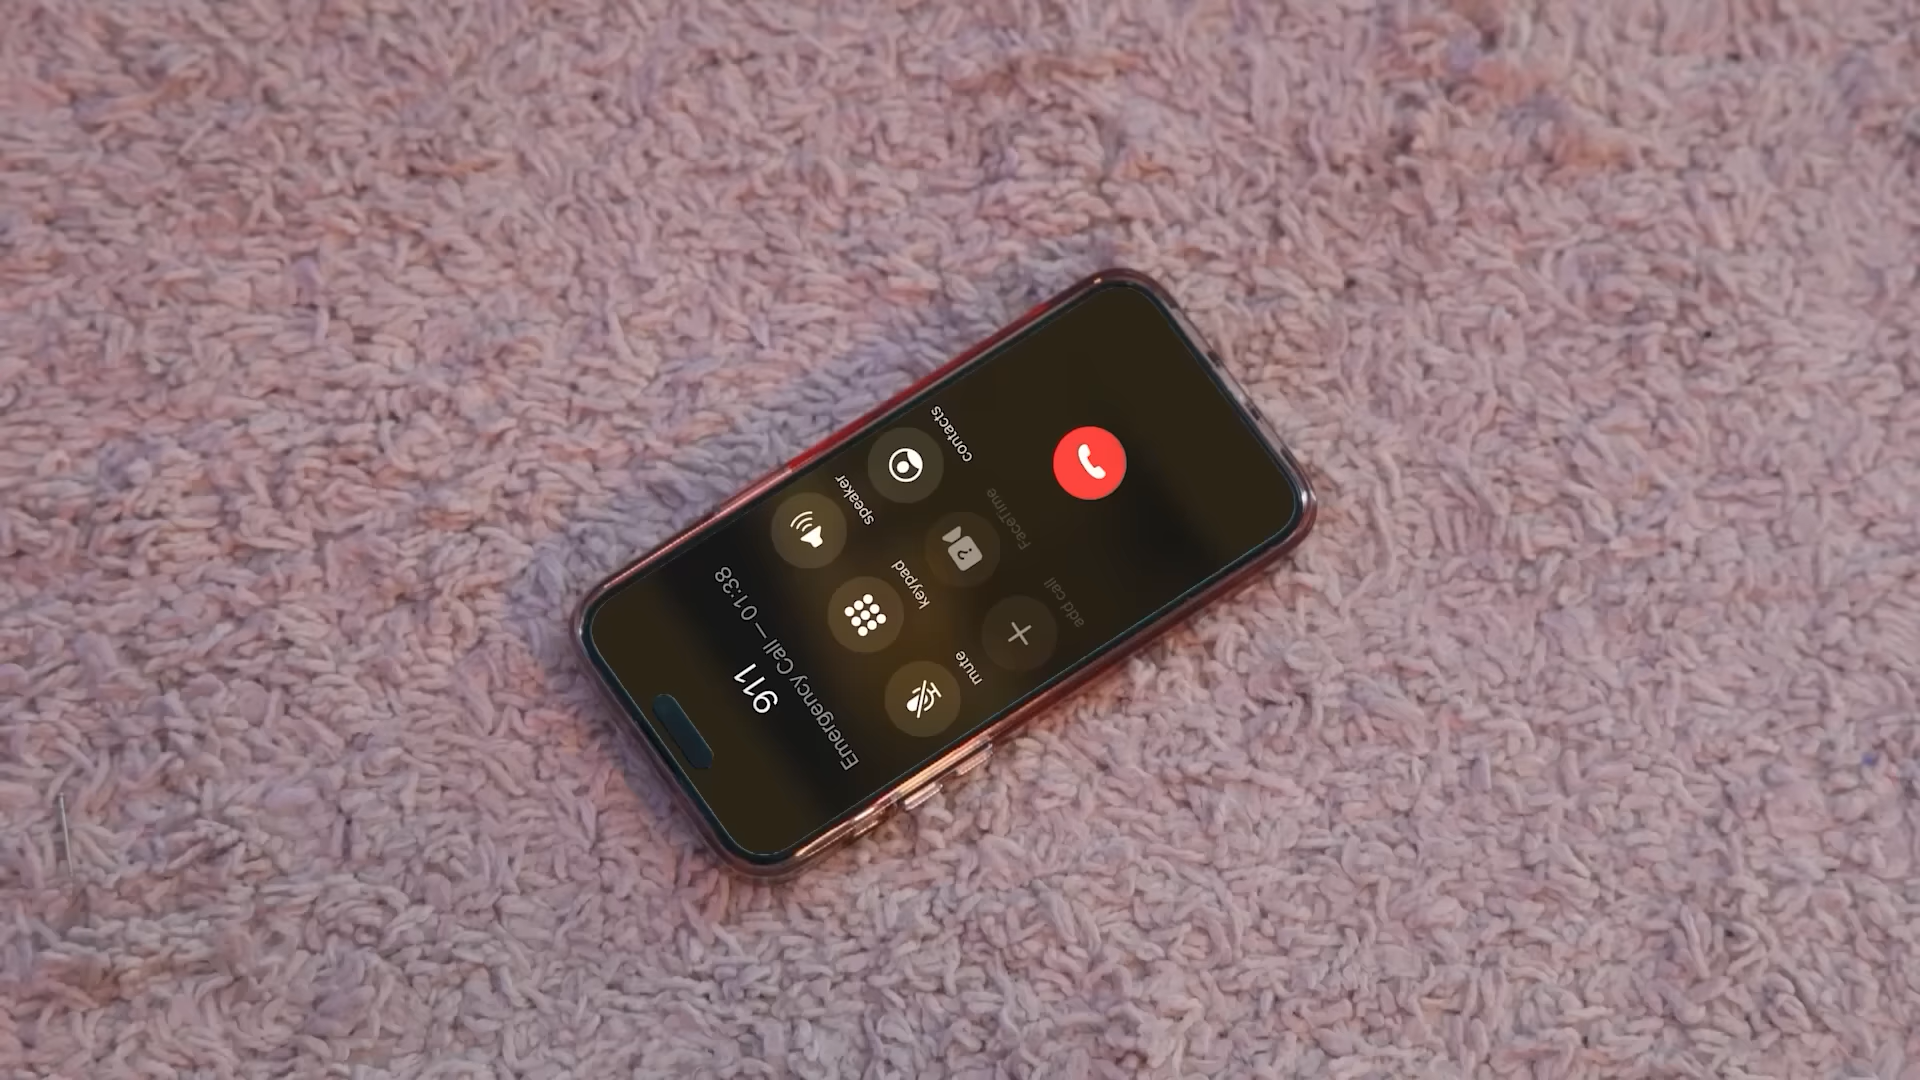 Emergency Call — 01:38
911
mute
keypad
speaker
add call
FaceTime
contacts